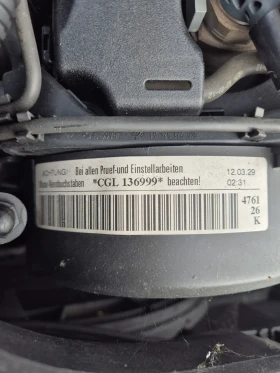 ACHTUNG! Bei allen Pruef-und Einstellarbeiten 12.03.29
Motor-Kennbuchstaben *CGL 136999* beachten! 02:31
4761
26
K